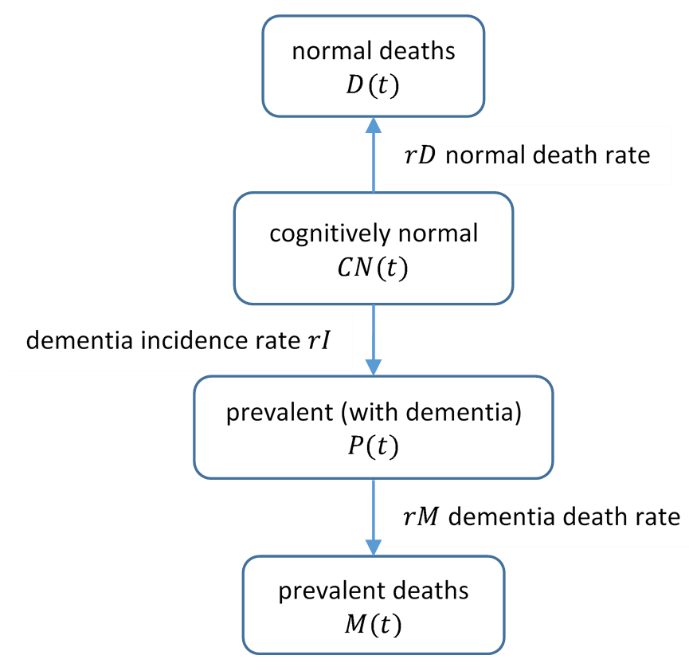 normal deaths
D(t)
rD normal death rate
cognitively normal
CN(t)
dementia incidence rate rI
prevalent (with dementia)
P(t)
rM dementia death rate
prevalent deaths
M(t)